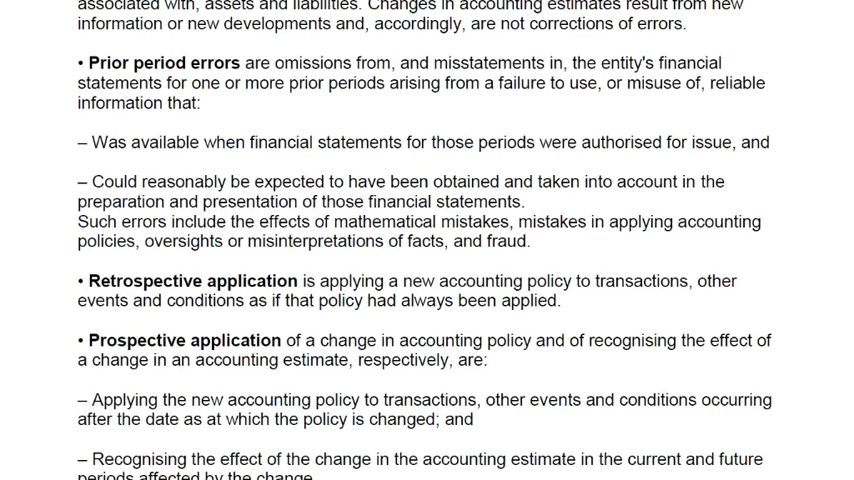 associated with, assets and liabilities. Changes in accounting estimates result from new
information or new developments and, accordingly, are not corrections of errors.
• Prior period errors are omissions from, and misstatements in, the entity's financial
statements for one or more prior periods arising from a failure to use, or misuse of, reliable
information that:
– Was available when financial statements for those periods were authorised for issue, and
– Could reasonably be expected to have been obtained and taken into account in the
preparation and presentation of those financial statements.
Such errors include the effects of mathematical mistakes, mistakes in applying accounting
policies, oversights or misinterpretations of facts, and fraud.
• Retrospective application is applying a new accounting policy to transactions, other
events and conditions as if that policy had always been applied.
• Prospective application of a change in accounting policy and of recognising the effect of
a change in an accounting estimate, respectively, are:
– Applying the new accounting policy to transactions, other events and conditions occurring
after the date as at which the policy is changed; and
– Recognising the effect of the change in the accounting estimate in the current and future
periods affected by the change